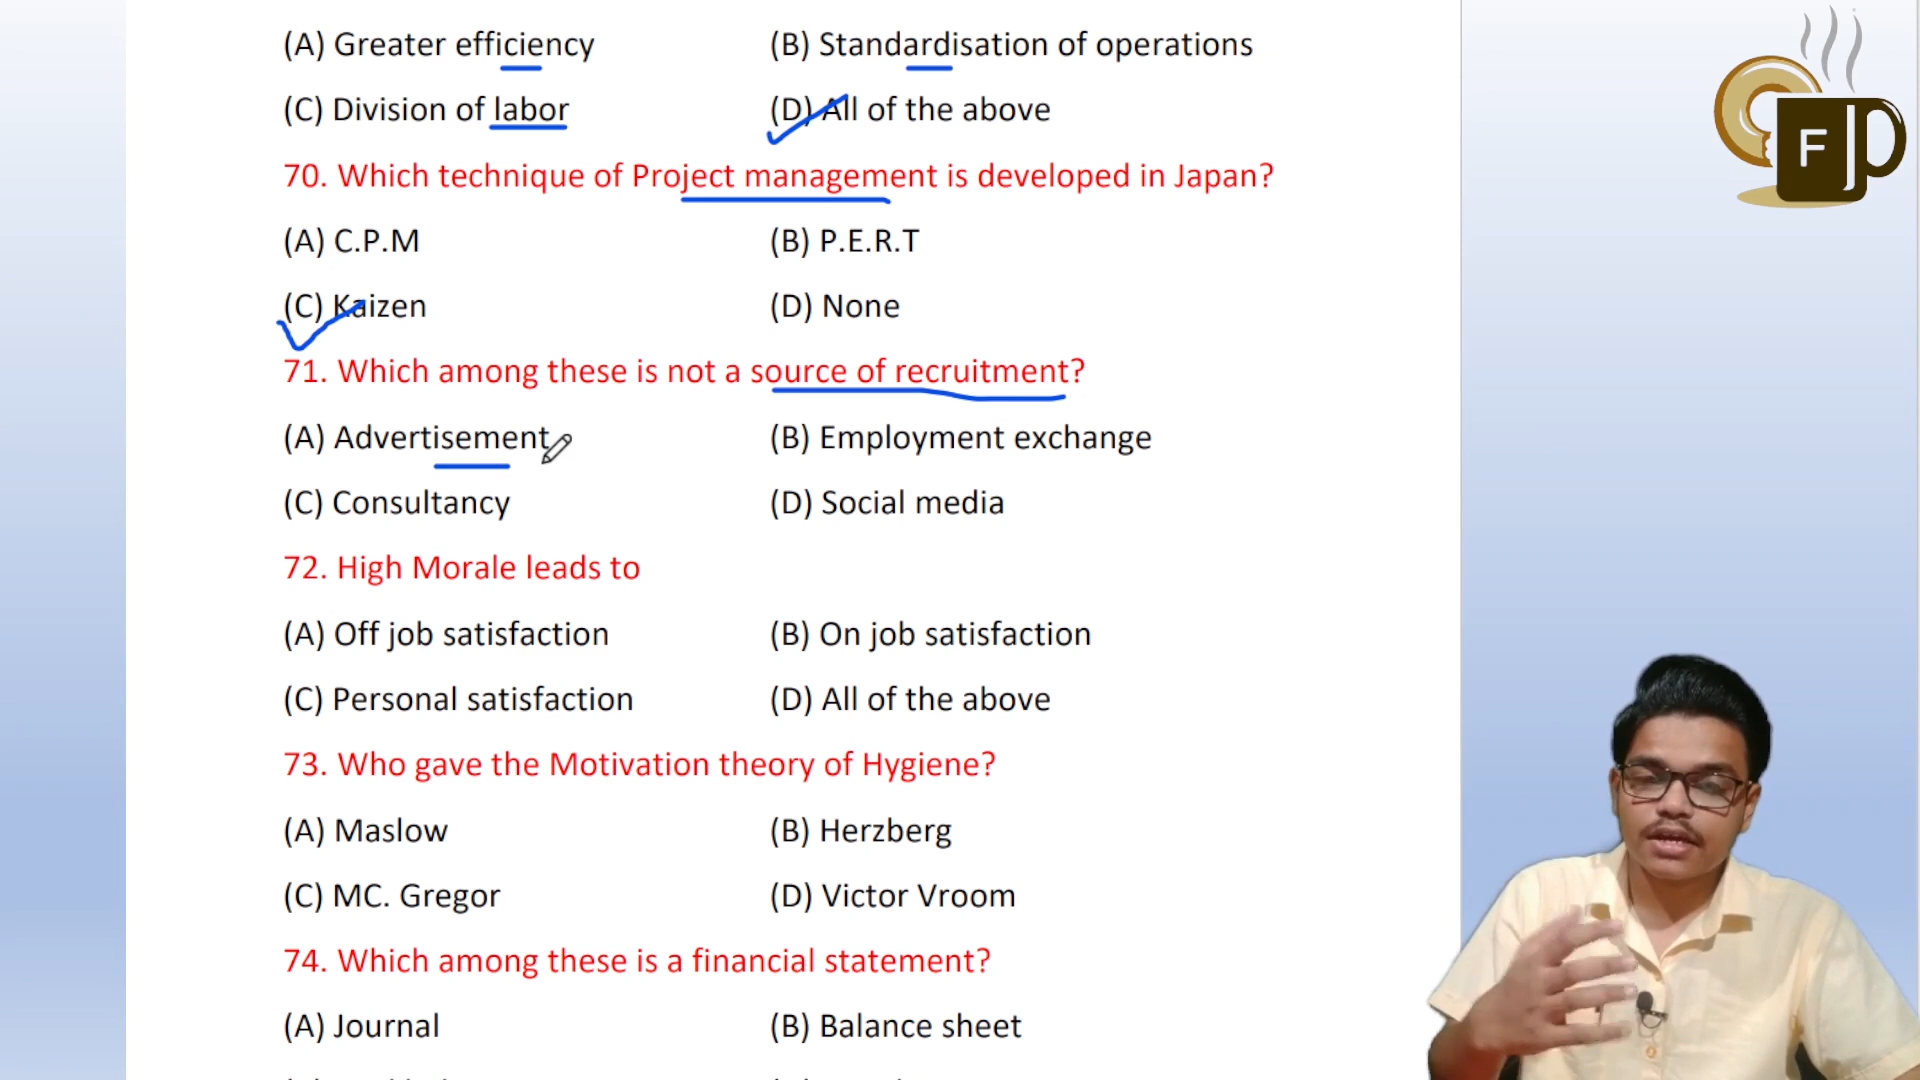 (A) Greater efficiency (B) Standardisation of operations
(C) Division of labor (D) All of the above
70. Which technique of Project management is developed in Japan?
(A) C.P.M (B) P.E.R.T
(C) Kaizen (D) None
71. Which among these is not a source of recruitment?
(A) Advertisement (B) Employment exchange
(C) Consultancy (D) Social media
72. High Morale leads to
(A) Off job satisfaction (B) On job satisfaction
(C) Personal satisfaction (D) All of the above
73. Who gave the Motivation theory of Hygiene?
(A) Maslow (B) Herzberg
(C) MC. Gregor (D) Victor Vroom
74. Which among these is a financial statement?
(A) Journal (B) Balance sheet
FJ